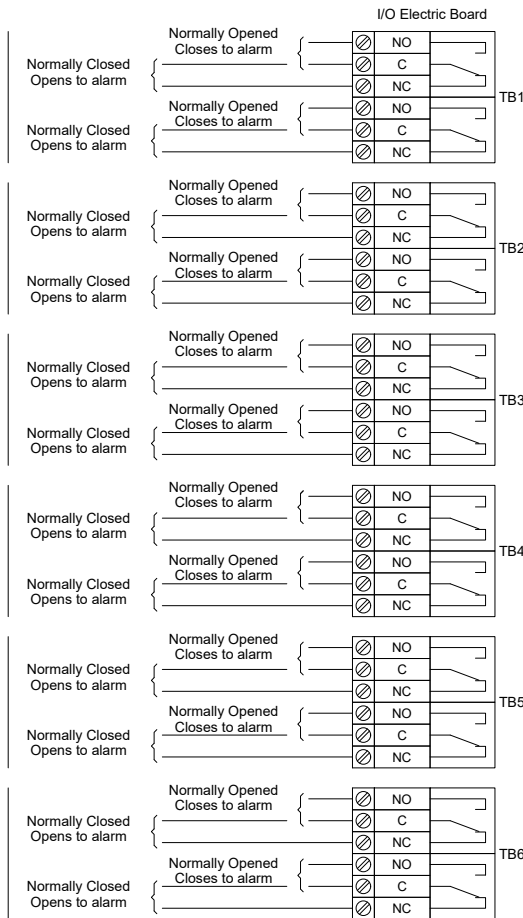 I/O Electric Board
Normally Opened
Closes to alarm
NO
Normally Closed
Opens to alarm
C
NC
TB1
Normally Opened
Closes to alarm
NO
Normally Closed
Opens to alarm
C
NC
Normally Opened
Closes to alarm
NO
Normally Closed
Opens to alarm
C
NC
TB2
Normally Opened
Closes to alarm
NO
Normally Closed
Opens to alarm
C
NC
Normally Opened
Closes to alarm
NO
Normally Closed
Opens to alarm
C
NC
TB3
Normally Opened
Closes to alarm
NO
Normally Closed
Opens to alarm
C
NC
Normally Opened
Closes to alarm
NO
Normally Closed
Opens to alarm
C
NC
TB4
Normally Opened
Closes to alarm
NO
Normally Closed
Opens to alarm
C
NC
Normally Opened
Closes to alarm
NO
Normally Closed
Opens to alarm
C
NC
TB5
Normally Opened
Closes to alarm
NO
Normally Closed
Opens to alarm
C
NC
Normally Opened
Closes to alarm
NO
Normally Closed
Opens to alarm
C
NC
TB6
Normally Opened
Closes to alarm
NO
Normally Closed
Opens to alarm
C
NC